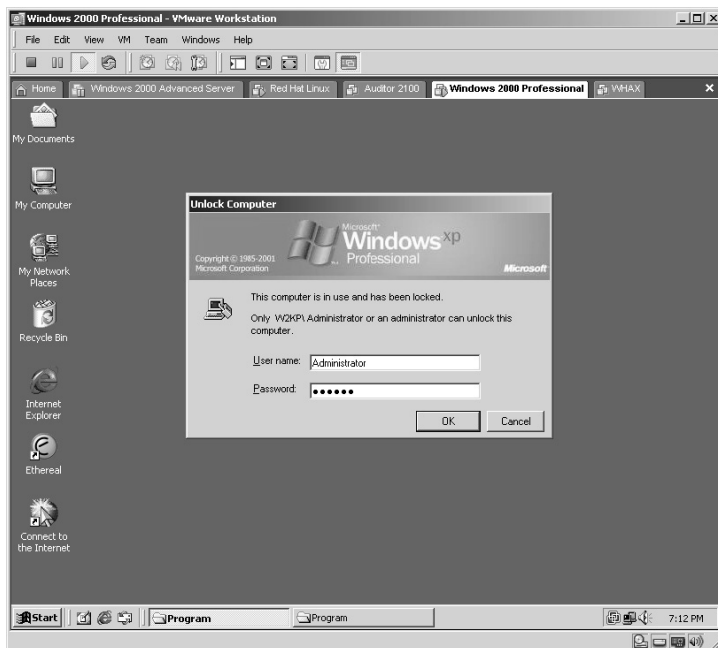 Windows 2000 Professional - VMware Workstation
File Edit View VM Team Windows Help
Home Windows 2000 Advanced Server Red Hat Linux Auditor 2100 Windows 2000 Professional WHAX
My Documents
My Computer
My Network
Places
Recycle Bin
Internet
Explorer
Ethereal
Connect to
the Internet
Unlock Computer
Copyright © 1985-2001
Microsoft Corporation
Microsoft
Windows xp
Professional
Microsoft
This computer is in use and has been locked.
Only W2KP\Administrator or an administrator can unlock this
computer.
User name: Administrator
Password: ●●●●●●
OK Cancel
Start Program Program 7:12 PM